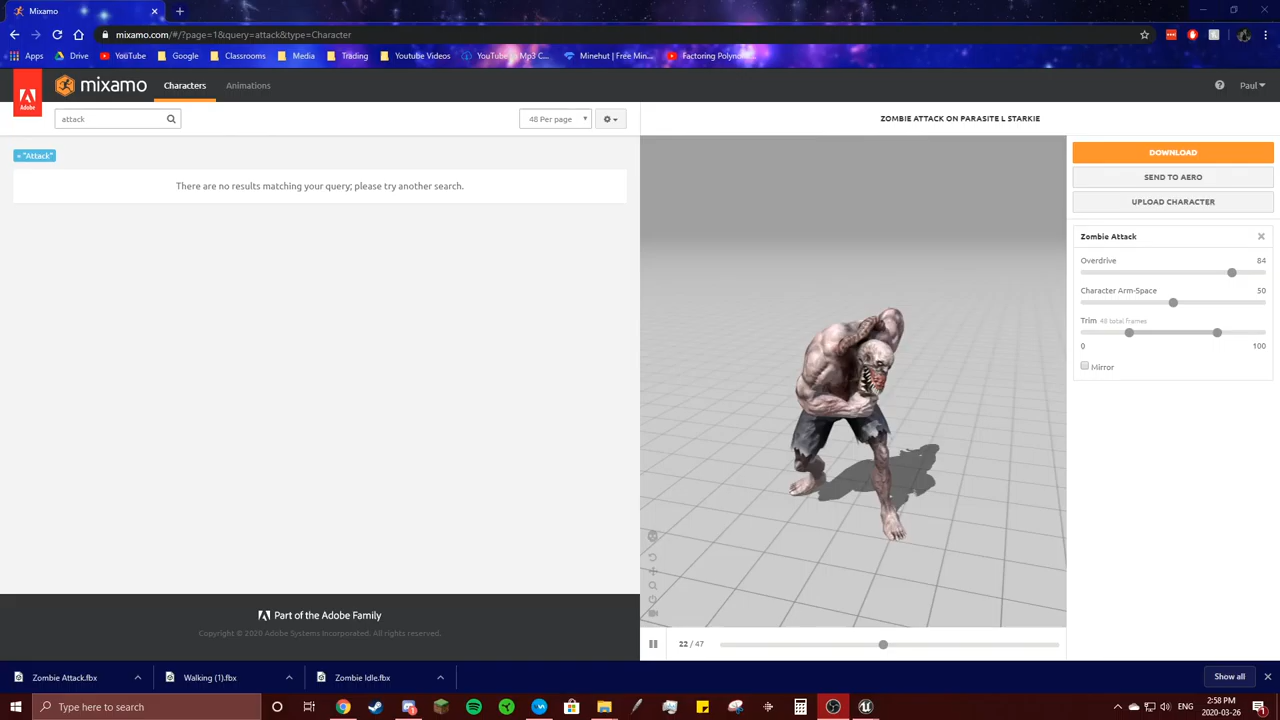 mixamo.com/#/?page=1&query=attack&type=Character
Apps YouTube Google Classrooms Media Trading Youtube Videos YouTube to Mp3 C... Minehut | Free Min... Factoring Polynom...
Adobe mixamo Characters Animations Paul
attack 48 Per page ZOMBIE ATTACK ON PARASITE L STARKIE
× "Attack" DOWNLOAD
There are no results matching your query; please try another search. SEND TO AERO
UPLOAD CHARACTER
Zombie Attack
Overdrive 84
Character Arm-Space 50
Trim 48 total frames
0 100
Mirror
Part of the Adobe Family
Copyright © 2020 Adobe Systems Incorporated. All rights reserved.
22 / 47
Zombie Attack.fbx Walking (1).fbx Zombie Idle.fbx Show all
Type here to search 2:58 PM
2020-03-26